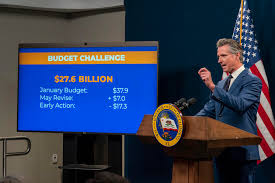 BUDGET CHALLENGE
$27.6 BILLION
January Budget: $37.9
May Revise: + $7.0
Early Action: - $17.3